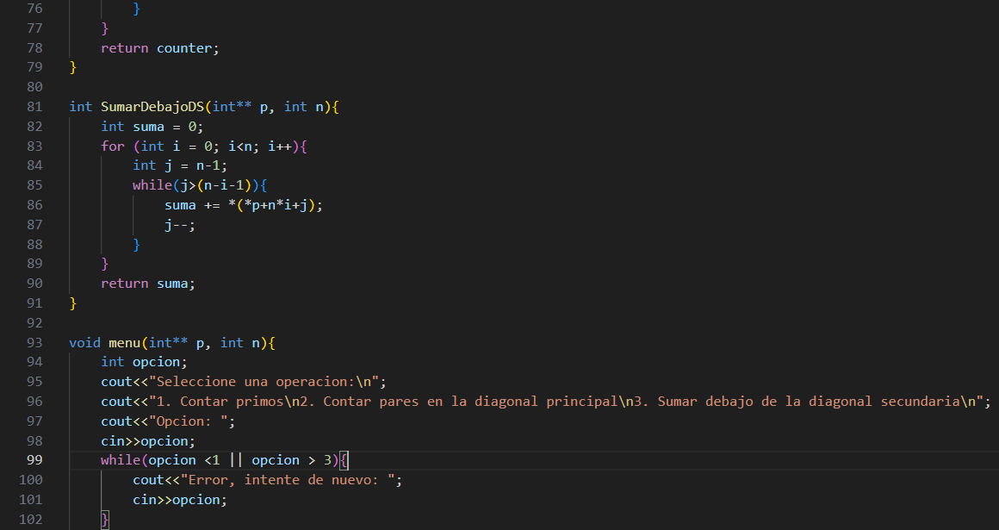 76 }
77 }
78 return counter;
79 }
80
81 int SumarDebajoDS(int** p, int n){
82 int suma = 0;
83 for (int i = 0; i<n; i++){
84 int j = n-1;
85 while(j>(n-i-1)){
86 suma += *(*p+n*i+j);
87 j--;
88 }
89 }
90 return suma;
91 }
92
93 void menu(int** p, int n){
94 int opcion;
95 cout<<"Seleccione una operacion:\n";
96 cout<<"1. Contar primos\n2. Contar pares en la diagonal principal\n3. Sumar debajo de la diagonal secundaria\n";
97 cout<<"Opcion: ";
98 cin>>opcion;
99 while(opcion <1 || opcion > 3){
100 cout<<"Error, intente de nuevo: ";
101 cin>>opcion;
102 }